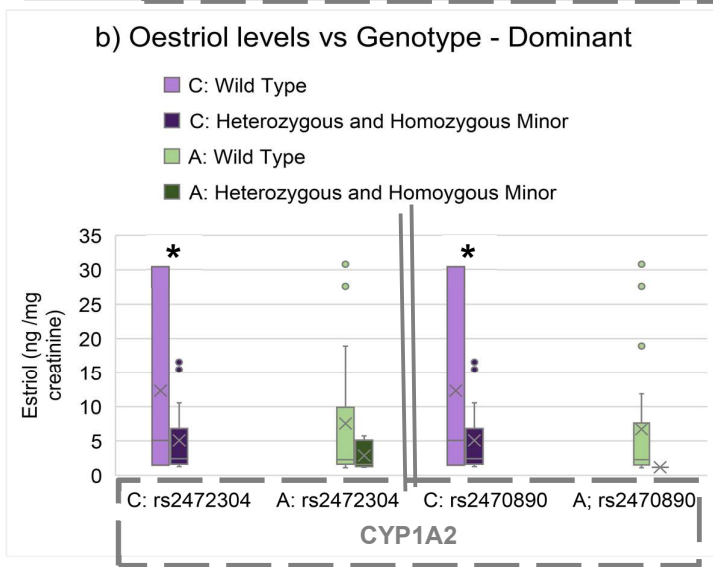 b) Oestriol levels vs Genotype - Dominant
C: Wild Type
C: Heterozygous and Homozygous Minor
A: Wild Type
A: Heterozygous and Homoygous Minor
35
30
25
20
15
10
5
0
Estriol (ng /mg
creatinine)
*
*
C: rs2472304
A: rs2472304
C: rs2470890
A; rs2470890
CYP1A2